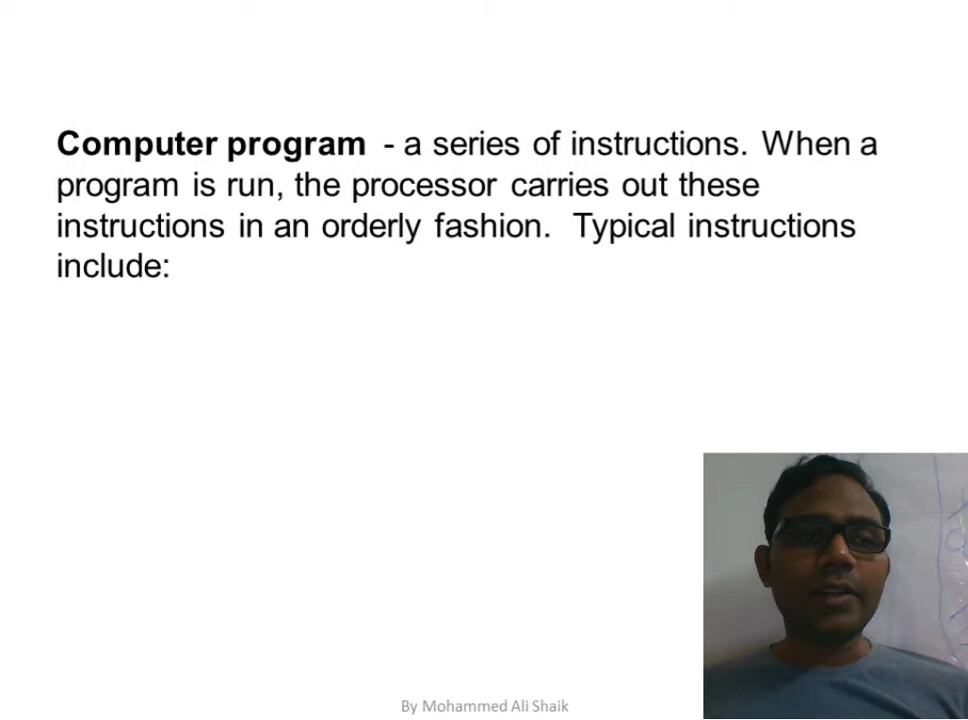 Computer program - a series of instructions. When a
program is run, the processor carries out these
instructions in an orderly fashion. Typical instructions
include:
By Mohammed Ali Shaik